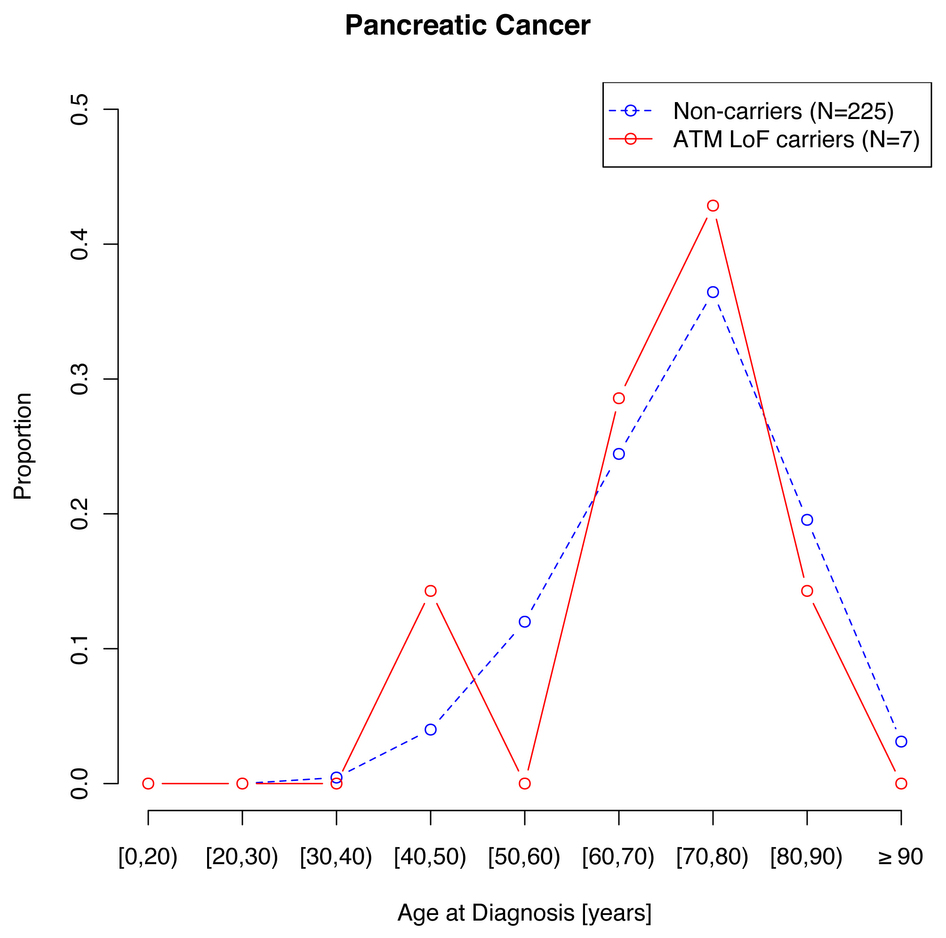 Pancreatic Cancer
Non-carriers (N=225)
ATM LoF carriers (N=7)
0.5
0.4
0.3
0.2
0.1
0.0
Proportion
[0,20) [20,30) [30,40) [40,50) [50,60) [60,70) [70,80) [80,90) ≥ 90
Age at Diagnosis [years]